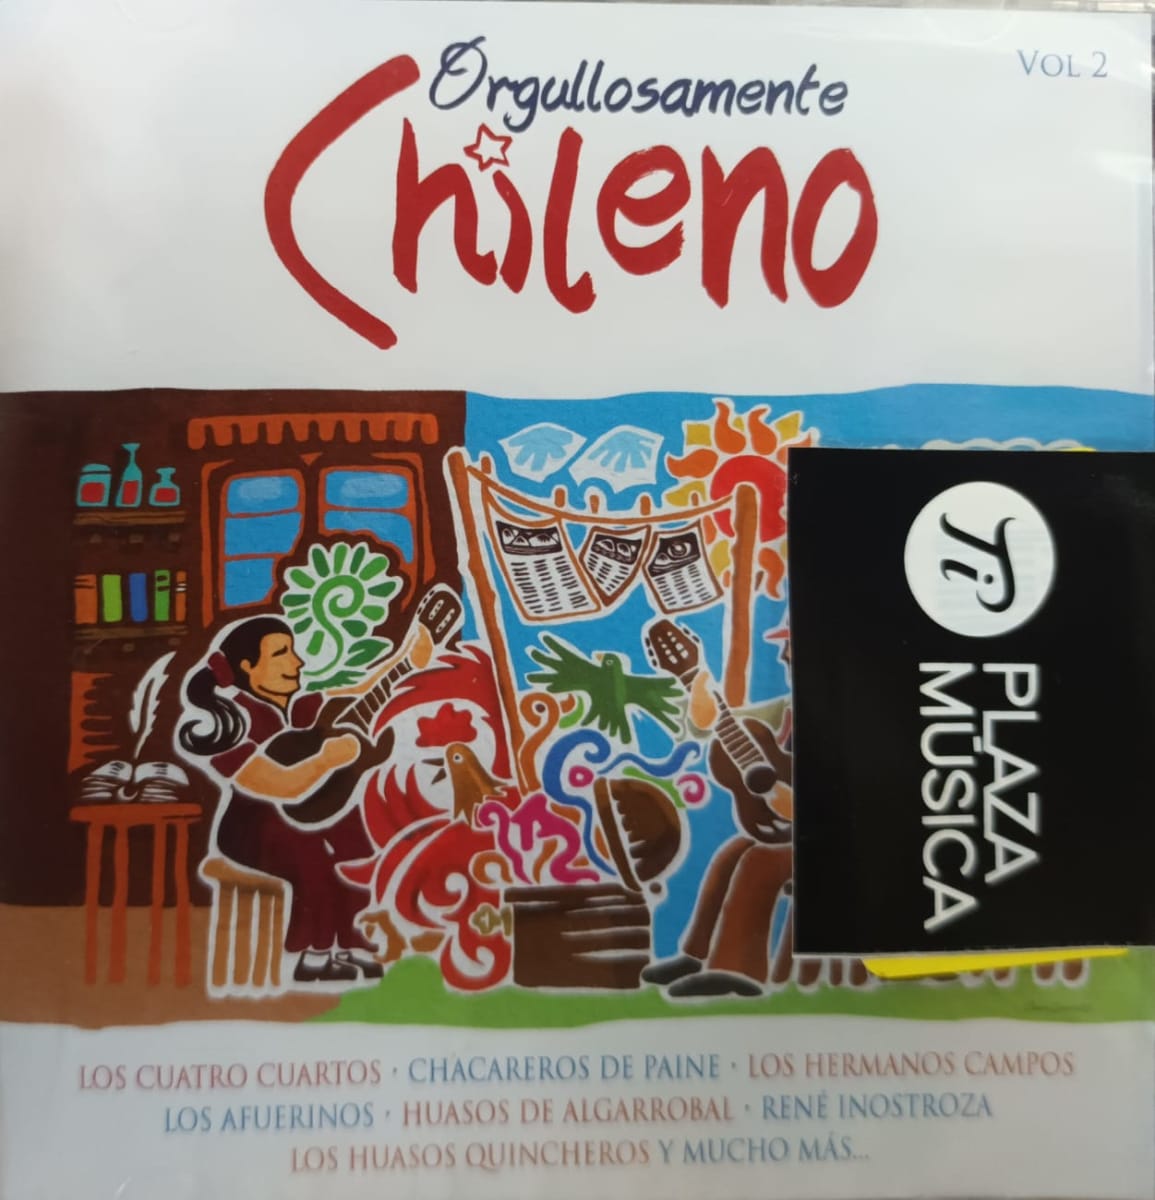 Orgullosamente
VOL 2
Chileno
Ti
PLAZA
MÚSICA
LOS CUATRO CUARTOS · CHACAREROS DE PAINE · LOS HERMANOS CAMPOS
LOS AFUERINOS · HUASOS DE ALGARROBAL · RENÉ INOSTROZA
LOS HUASOS QUINCHEROS Y MUCHO MÁS...